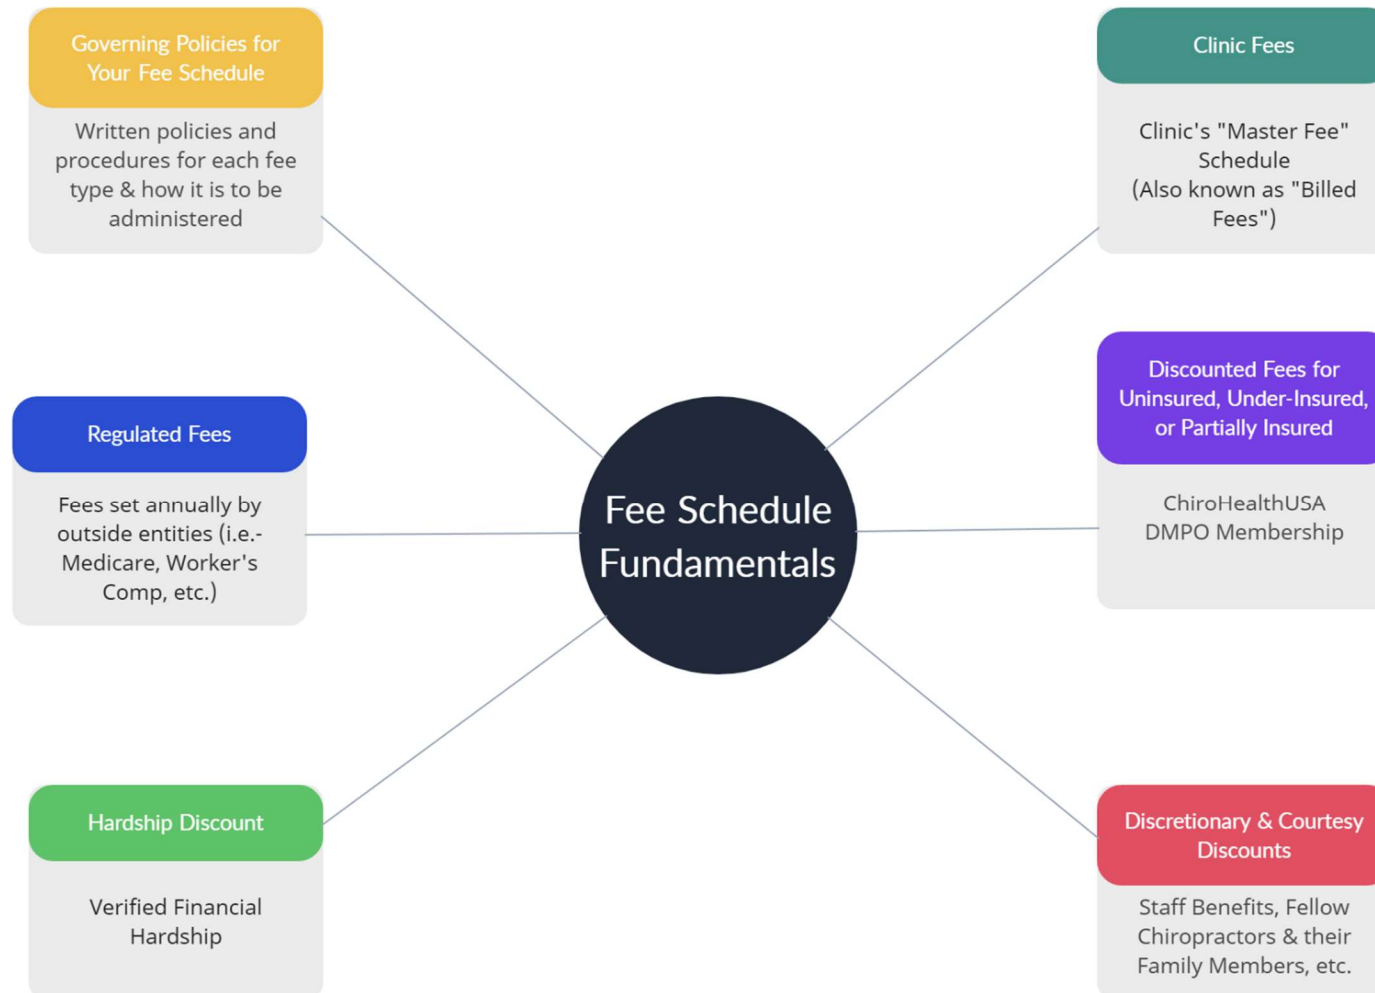 Governing Policies for
Your Fee Schedule
Written policies and
procedures for each fee
type & how it is to be
administered
Clinic Fees
Clinic's "Master Fee"
Schedule
(Also known as "Billed
Fees")
Regulated Fees
Fees set annually by
outside entities (i.e.-
Medicare, Worker's
Comp, etc.)
Fee Schedule
Fundamentals
Discounted Fees for
Uninsured, Under-Insured,
or Partially Insured
ChiroHealthUSA
DMPO Membership
Hardship Discount
Verified Financial
Hardship
Discretionary & Courtesy
Discounts
Staff Benefits, Fellow
Chiropractors & their
Family Members, etc.